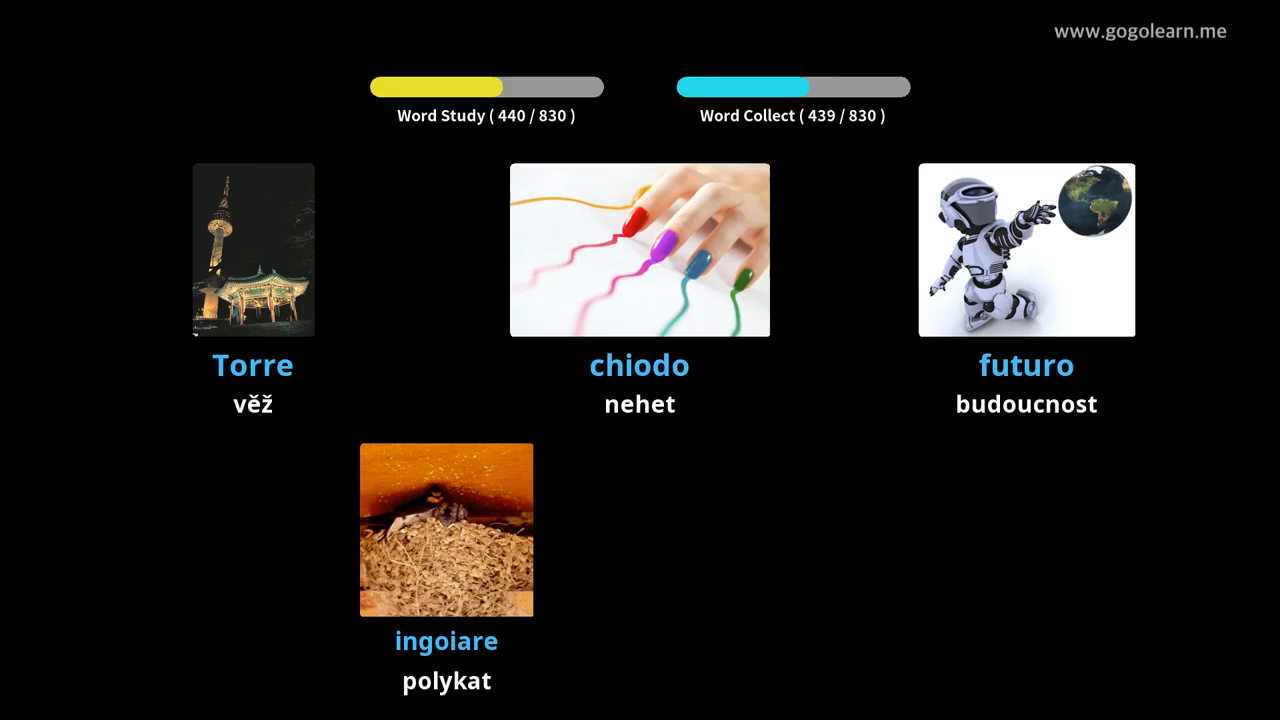 www.gogolearn.me
Word Study ( 440 / 830 )
Word Collect ( 439 / 830 )
Torre
věž
chiodo
nehet
futuro
budoucnost
ingoiare
polykat